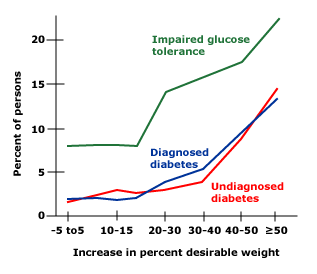 20
15
10
5
0
Percent of persons
Impaired glucose
tolerance
Diagnosed
diabetes
Undiagnosed
diabetes
-5 to5 10-15 20-30 30-40 40-50 ≥50
Increase in percent desirable weight